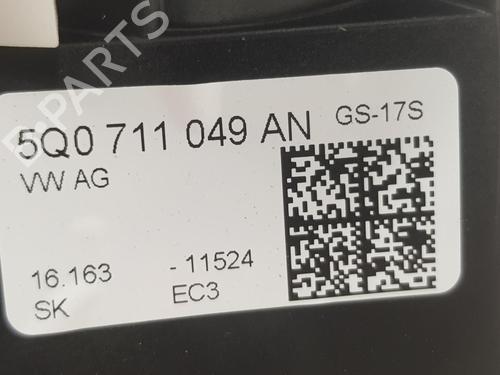 B-PARTS
5Q0 711 049 AN GS-17S
VW AG
16.163 - 11524
SK EC3